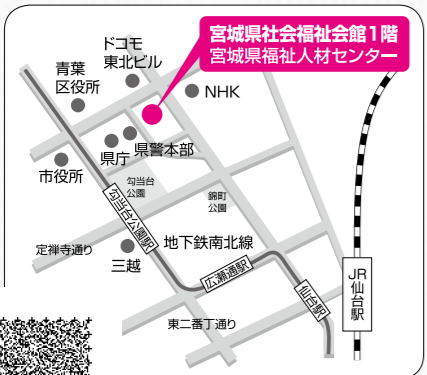 宮城県社会福祉会館1階
宮城県福祉人材センター
ドコモ
東北ビル
青葉
区役所
NHK
県庁
県警本部
市役所
勾当台
公園
錦町
公園
勾当台公園駅
定禅寺通り
地下鉄南北線
三越
広瀬通駅
仙台駅
JR
仙台駅
東二番丁通り